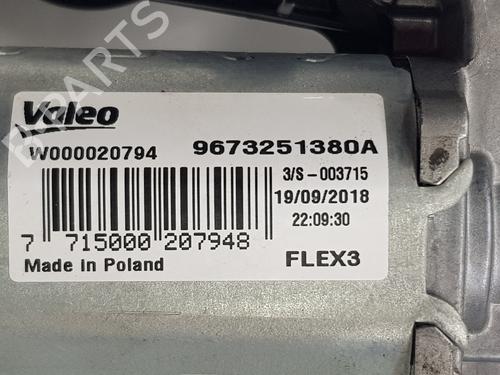 Valeo
W000020794 9673251380A
3/S-003715
19/09/2018
22:09:30
7 715000 207948
Made in Poland FLEX3